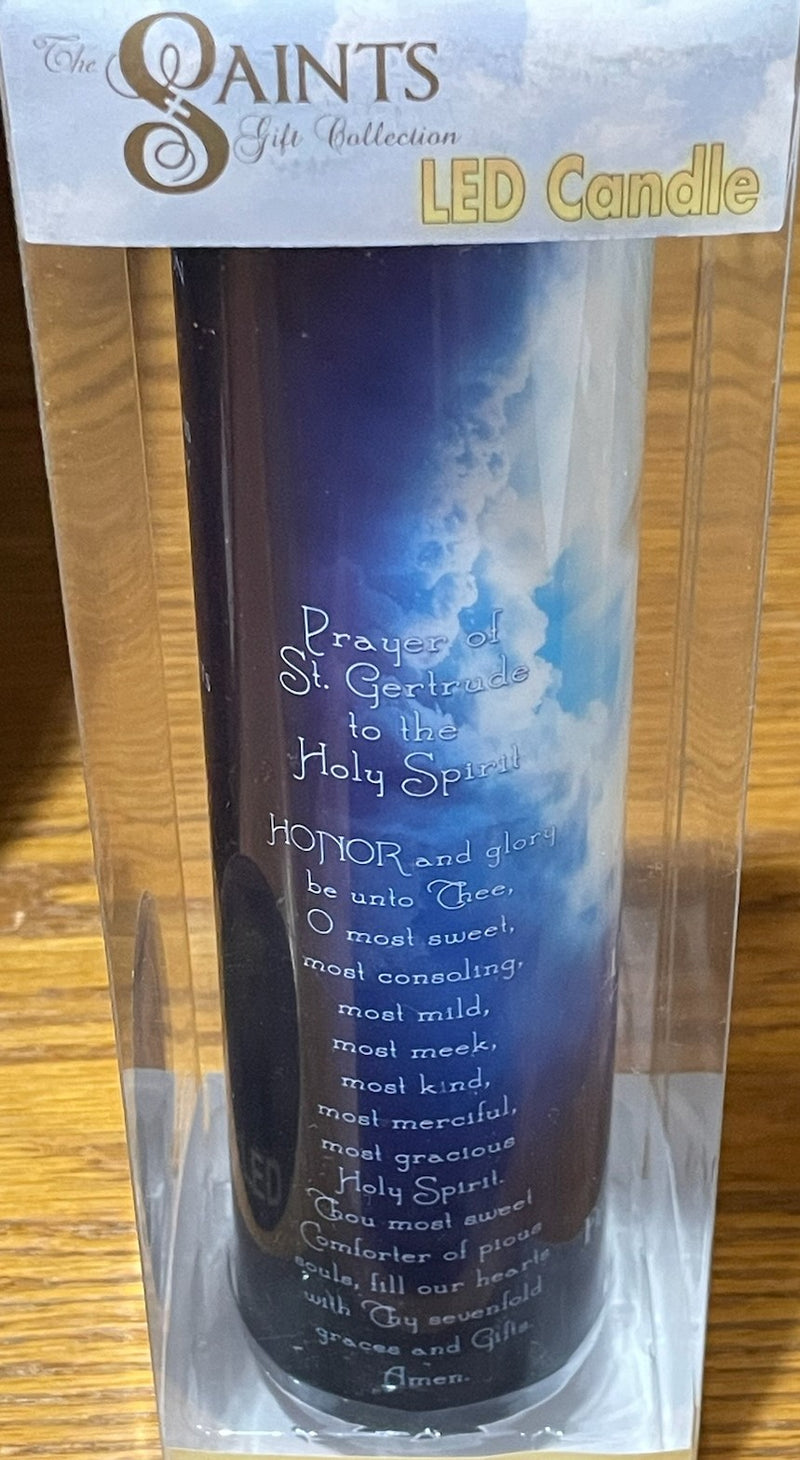 The SAINTS
Gift Collection
LED Candle
Prayer of
St. Gertrude
to the
Holy Spirit
HONOR and glory
be unto Thee,
O most sweet,
most consoling,
most mild,
most meek,
most kind,
most merciful,
most gracious
Holy Spirit.
Thou most sweet
Comforter of pious
souls, fill our hearts
with Thy sevenfold
graces and Gifts.
Amen.
LED